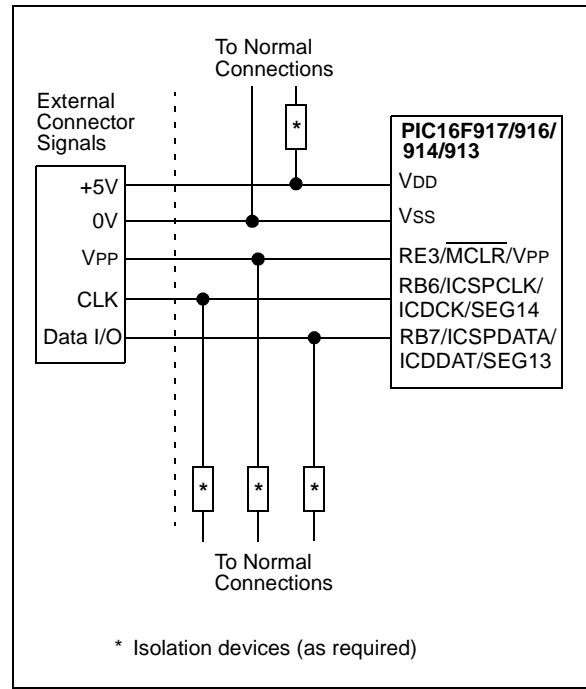 To Normal
Connections
External
Connector
Signals
*
PIC16F917/916/
914/913
+5V
VDD
0V
VSS
VPP
RE3/MCLR/VPP
CLK
RB6/ICSPCLK/
ICDCK/SEG14
Data I/O
RB7/ICSPDATA/
ICDDAT/SEG13
*
*
*
To Normal
Connections
* Isolation devices (as required)